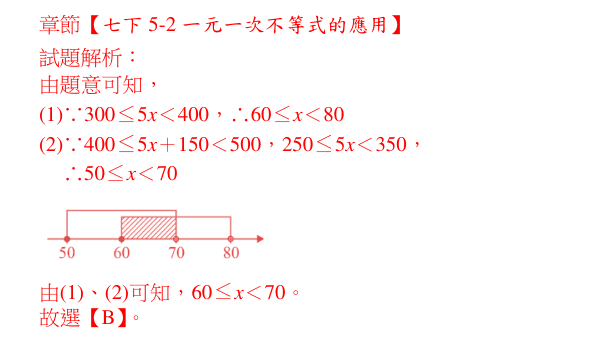 章節【七下 5-2 一元一次不等式的應用】
試題解析：
由題意可知，
(1)∵300≤5x＜400，∴60≤x＜80
(2)∵400≤5x＋150＜500，250≤5x＜350，
∴50≤x＜70
50 60 70 80
由(1)、(2)可知，60≤x＜70。
故選【B】。